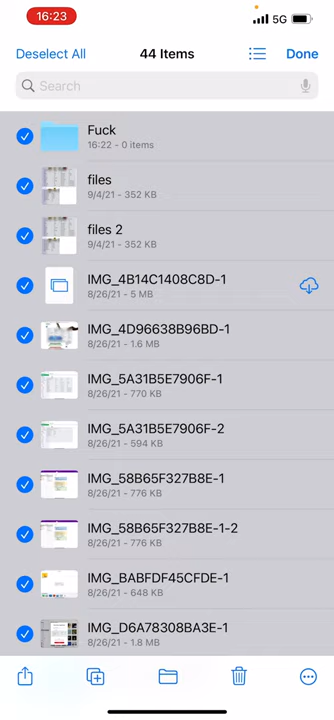 16:23
5G
Deselect All
44 Items
Done
Search
Fuck
16:22 - 0 items
files
9/4/21 - 352 KB
files 2
9/4/21 - 352 KB
IMG_4B14C1408C8D-1
8/26/21 - 5 MB
IMG_4D96638B96BD-1
8/26/21 - 1.6 MB
IMG_5A31B5E7906F-1
8/26/21 - 770 KB
IMG_5A31B5E7906F-2
8/26/21 - 594 KB
IMG_58B65F327B8E-1
8/26/21 - 776 KB
IMG_58B65F327B8E-1-2
8/26/21 - 776 KB
IMG_BABFDF45CFDE-1
8/26/21 - 648 KB
IMG_D6A78308BA3E-1
8/26/21 - 1.8 MB